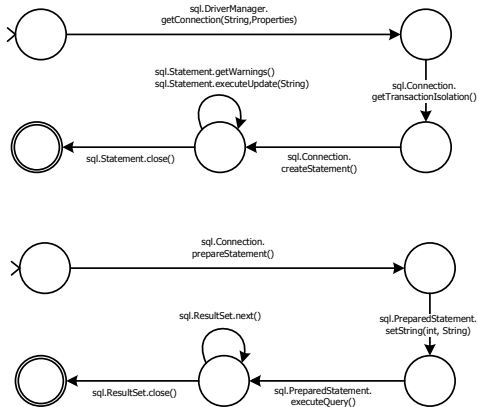 sql.DriverManager.
getConnection(String,Properties)
sql.Statement.getWarnings()
sql.Statement.executeUpdate(String)
sql.Connection.
getTransactionIsolation()
sql.Statement.close()
sql.Connection.
createStatement()
sql.Connection.
prepareStatement()
sql.ResultSet.next()
sql.PreparedStatement.
setString(int, String)
sql.ResultSet.close()
sql.PreparedStatement.
executeQuery()